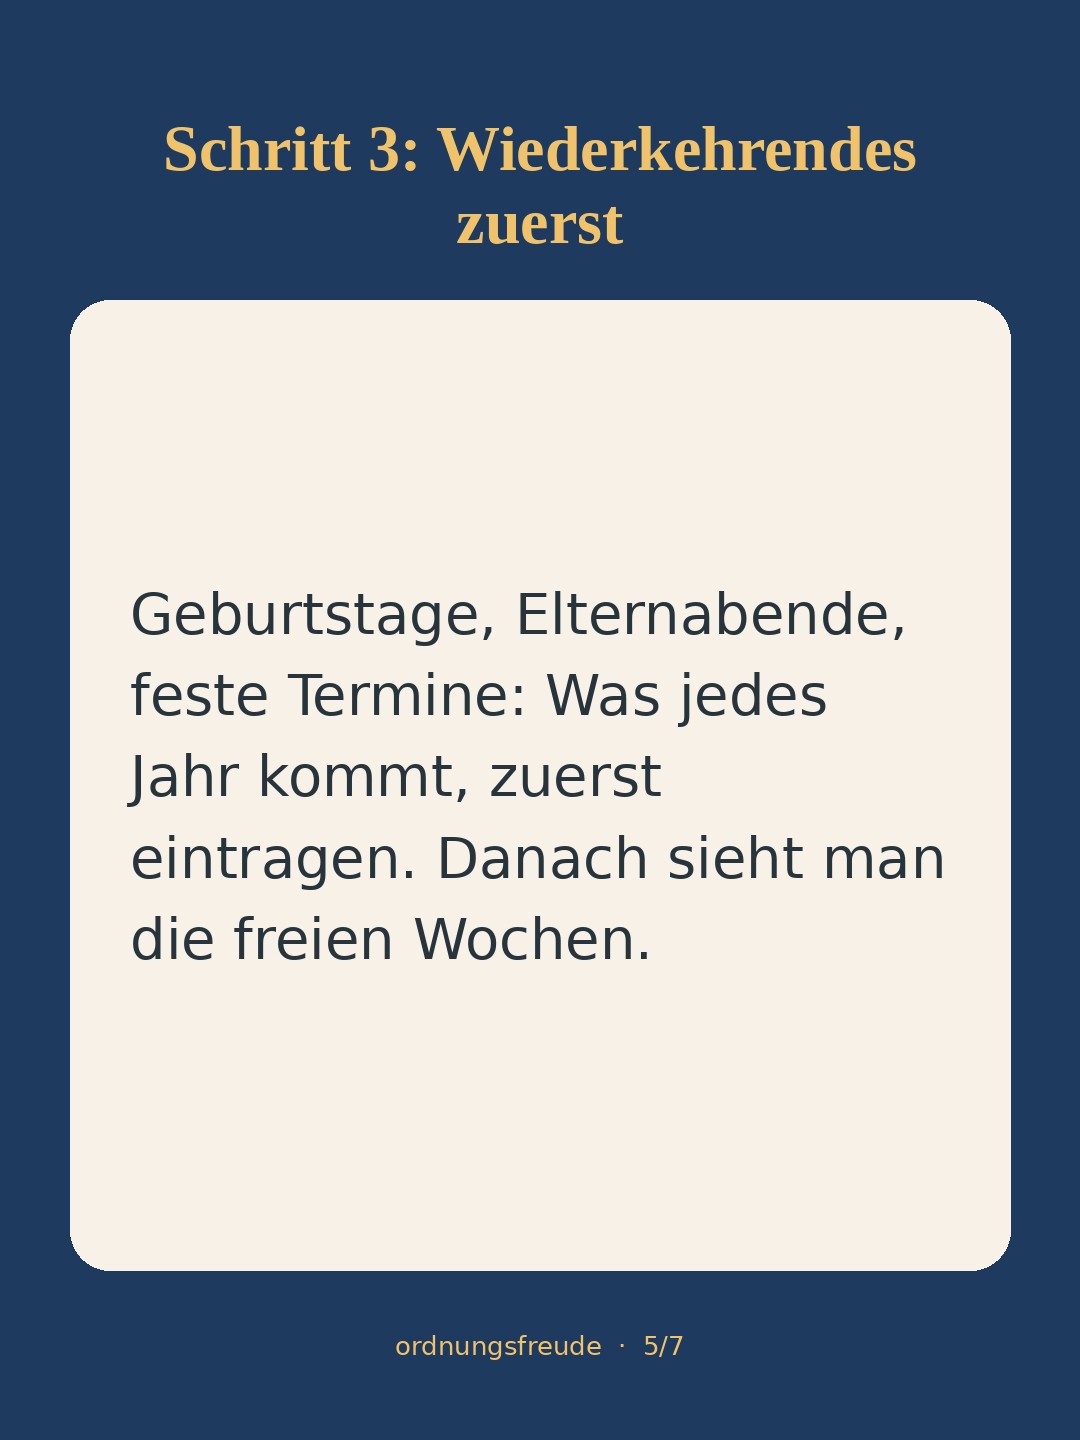 Schritt 3: Wiederkehrendes
zuerst
Geburtstage, Elternabende,
feste Termine: Was jedes
Jahr kommt, zuerst
eintragen. Danach sieht man
die freien Wochen.
ordnungsfreude · 5/7